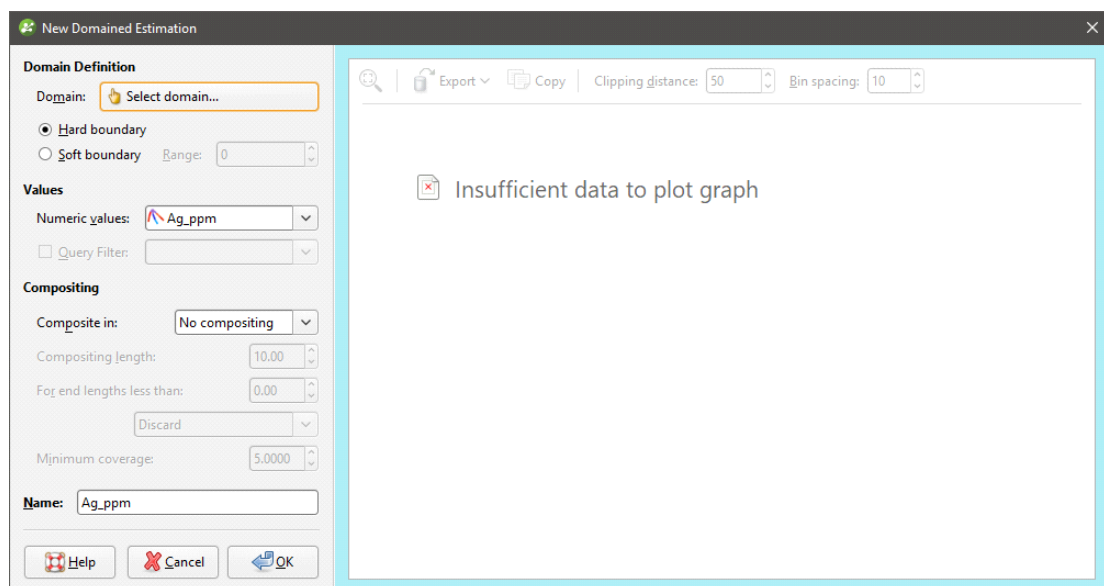 New Domained Estimation
Domain Definition
Domain: Select domain...
Hard boundary
Soft boundary Range: 0
Values
Numeric values: Ag_ppm
Query Filter:
Compositing
Composite in: No compositing
Compositing length: 10.00
For end lengths less than: 0.00
Discard
Minimum coverage: 5.0000
Name: Ag_ppm
Help Cancel OK
Export Copy Clipping distance: 50 Bin spacing: 10
Insufficient data to plot graph